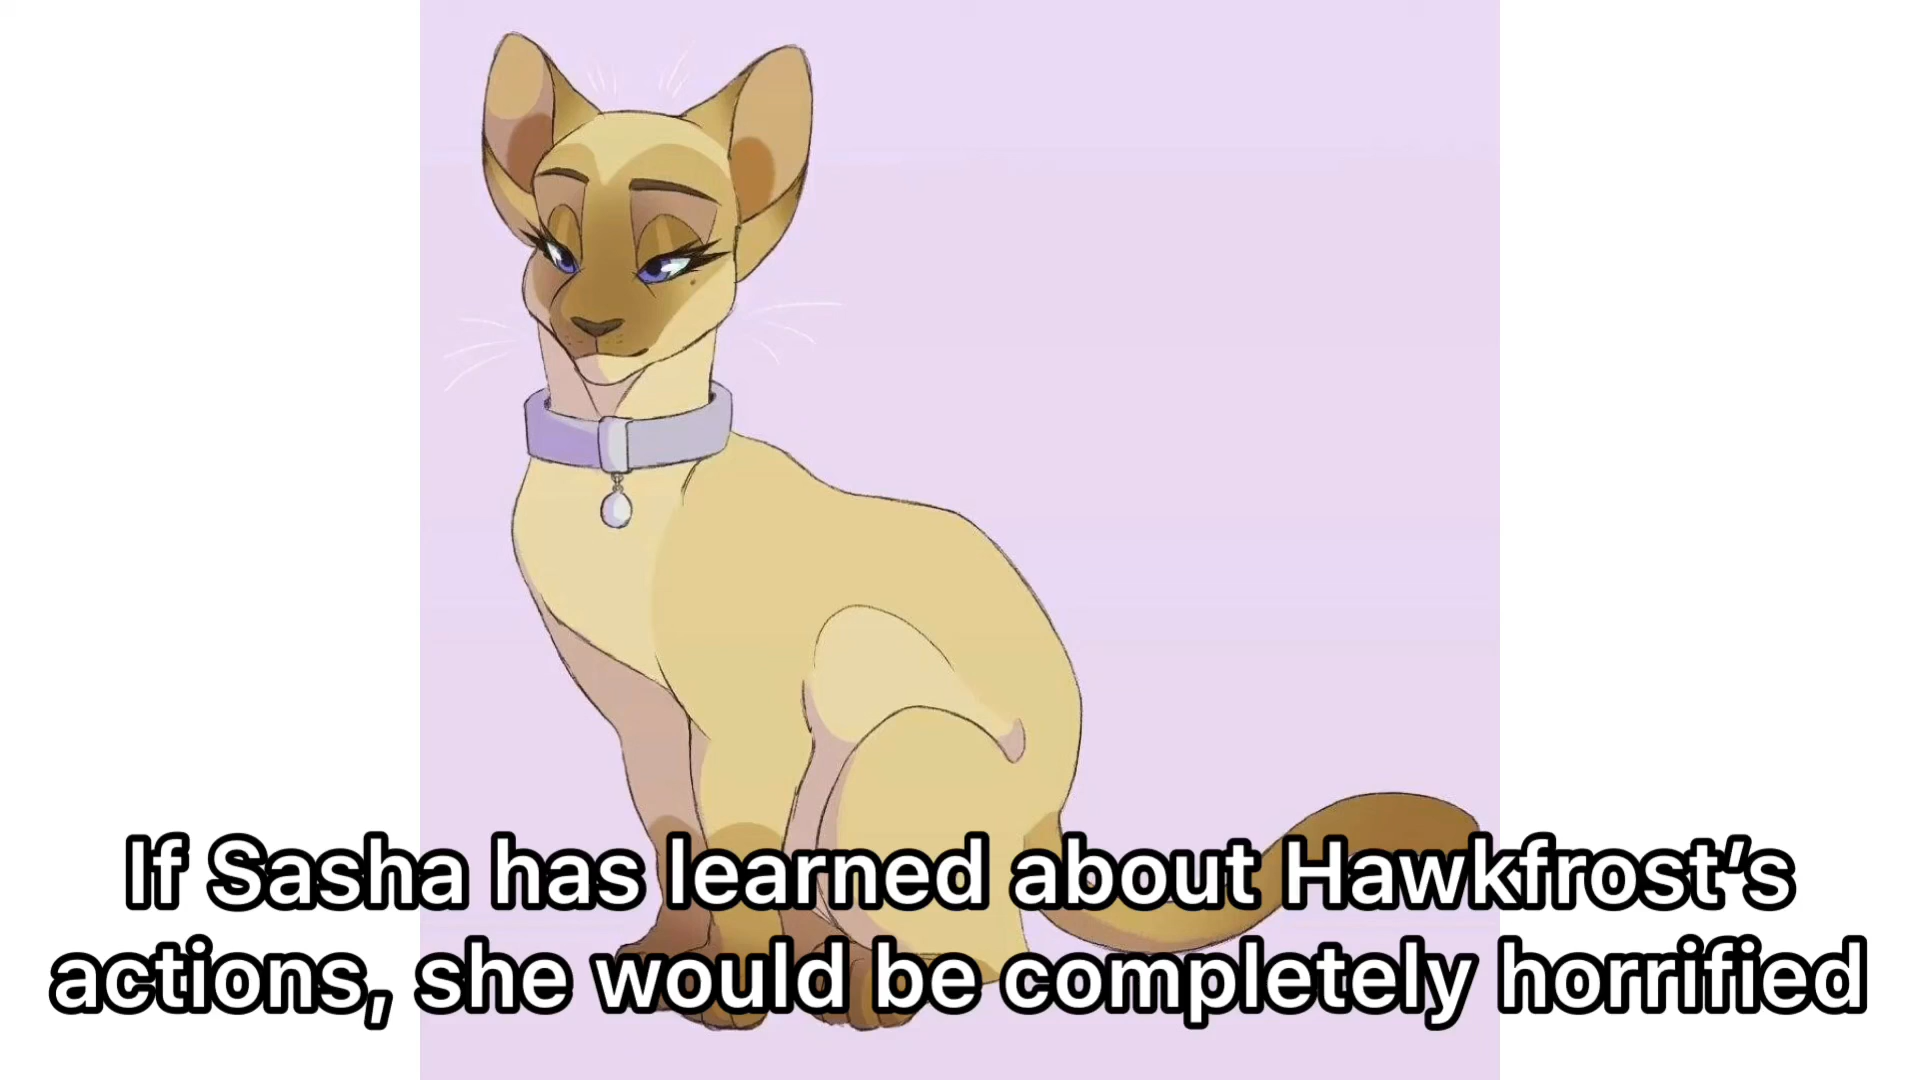 If Sasha has learned about Hawkfrost’s
actions, she would be completely horrified